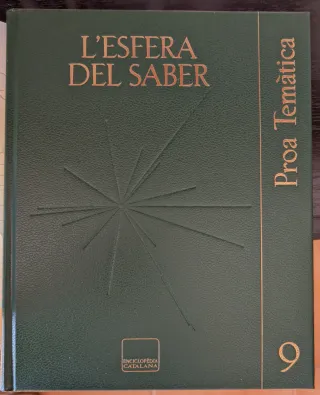 L'ESFERA
DEL SABER
Proa Temàtica
9
ENCICLOPÈDIA
CATALANA